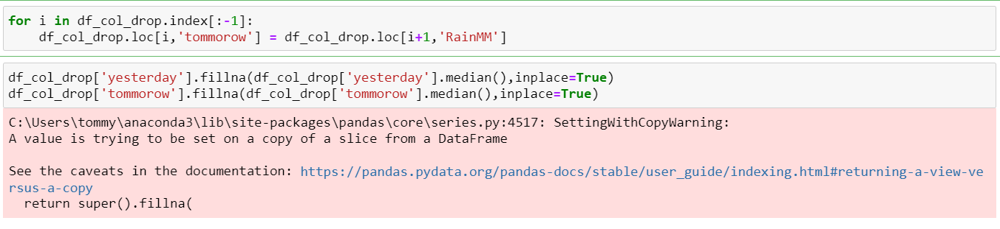 for i in df_col_drop.index[:-1]:
    df_col_drop.loc[i,'tommorow'] = df_col_drop.loc[i+1,'RainMM']
df_col_drop['yesterday'].fillna(df_col_drop['yesterday'].median(),inplace=True)
df_col_drop['tommorow'].fillna(df_col_drop['tommorow'].median(),inplace=True)
C:\Users\tommy\anaconda3\lib\site-packages\pandas\core\series.py:4517: SettingWithCopyWarning:
A value is trying to be set on a copy of a slice from a DataFrame
See the caveats in the documentation: https://pandas.pydata.org/pandas-docs/stable/user_guide/indexing.html#returning-a-view-ve
rsus-a-copy
  return super().fillna(